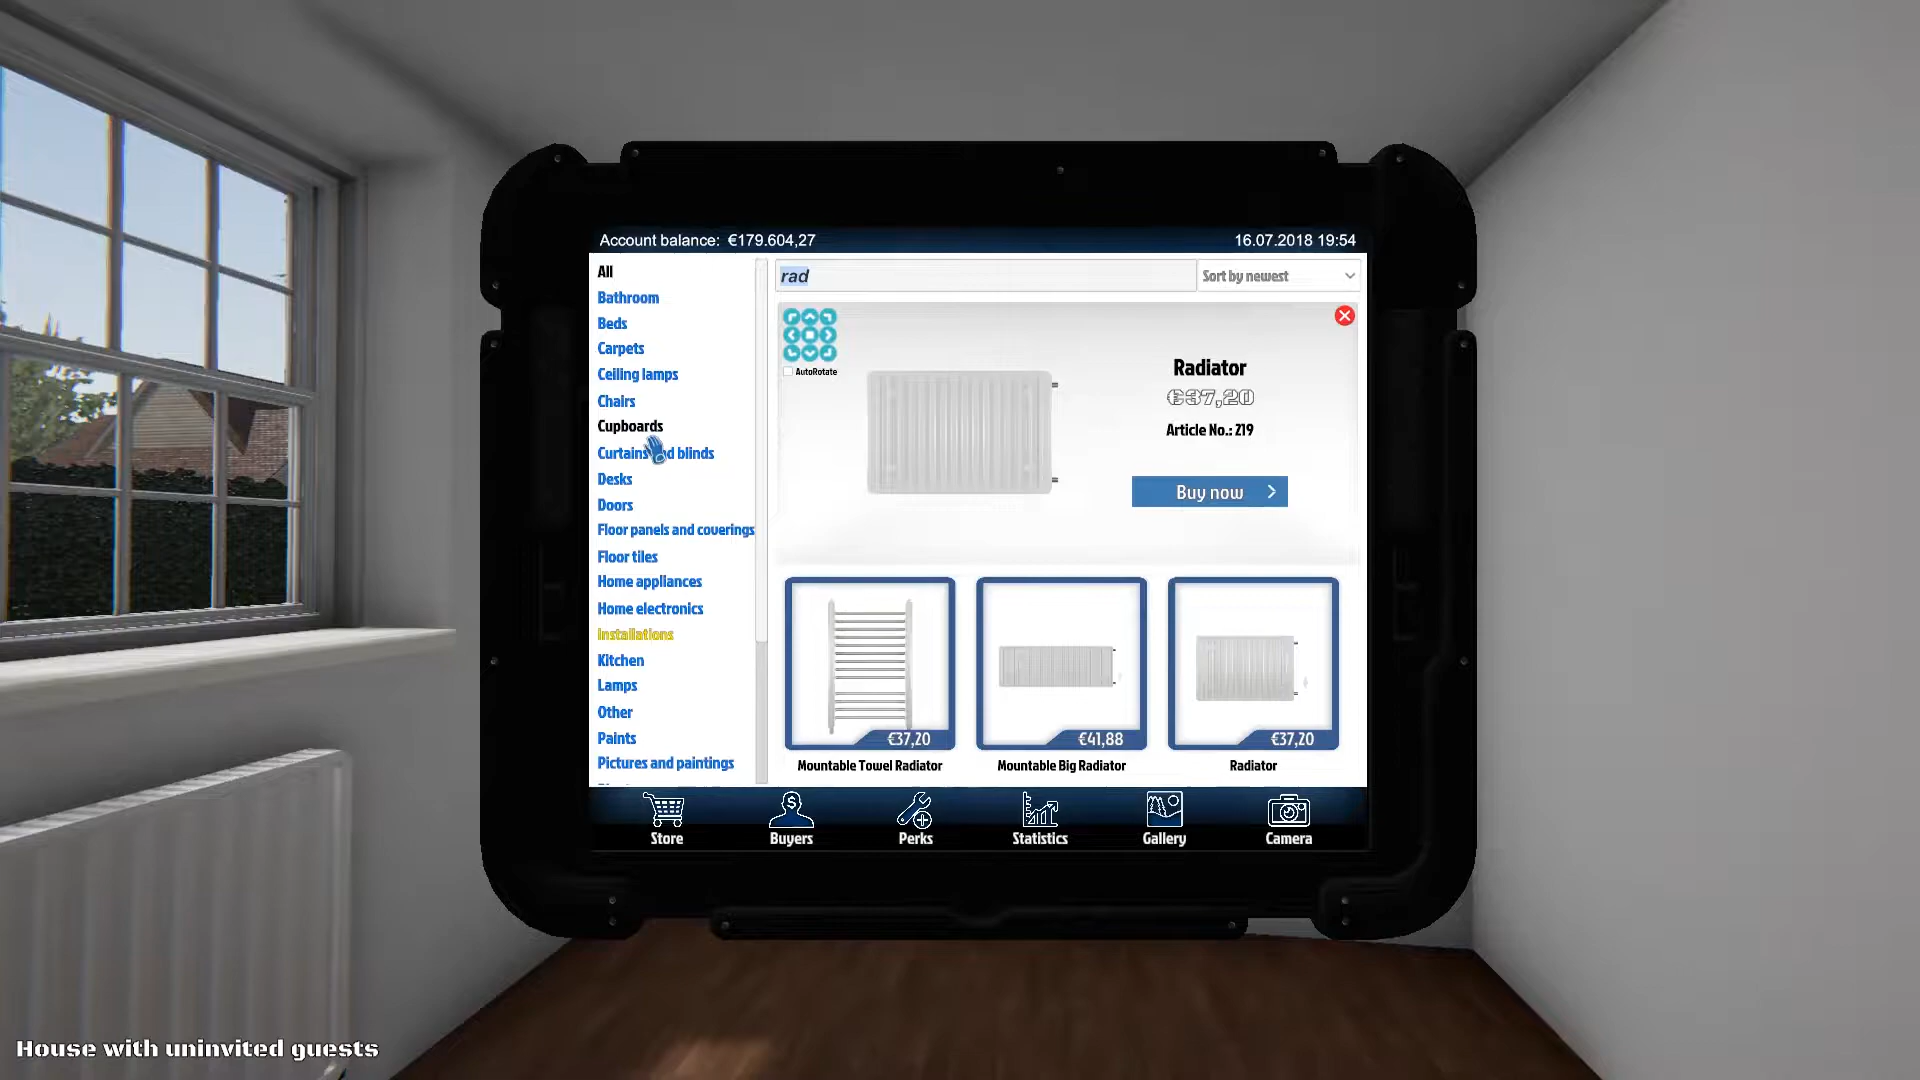 Account balance: €179.604,27
16.07.2018 19:54
All
Bathroom
Beds
Carpets
Ceiling lamps
Chairs
Cupboards
Curtains d blinds
Desks
Doors
Floor panels and coverings
Floor tiles
Home appliances
Home electronics
Installations
Kitchen
Lamps
Other
Paints
Pictures and paintings
rad
Sort by newest
AutoRotate
Radiator
€37,20
Article No.: 219
Buy now
€37,20
Mountable Towel Radiator
€41,88
Mountable Big Radiator
€37,20
Radiator
Store
Buyers
Perks
Statistics
Gallery
Camera
House with uninvited guests